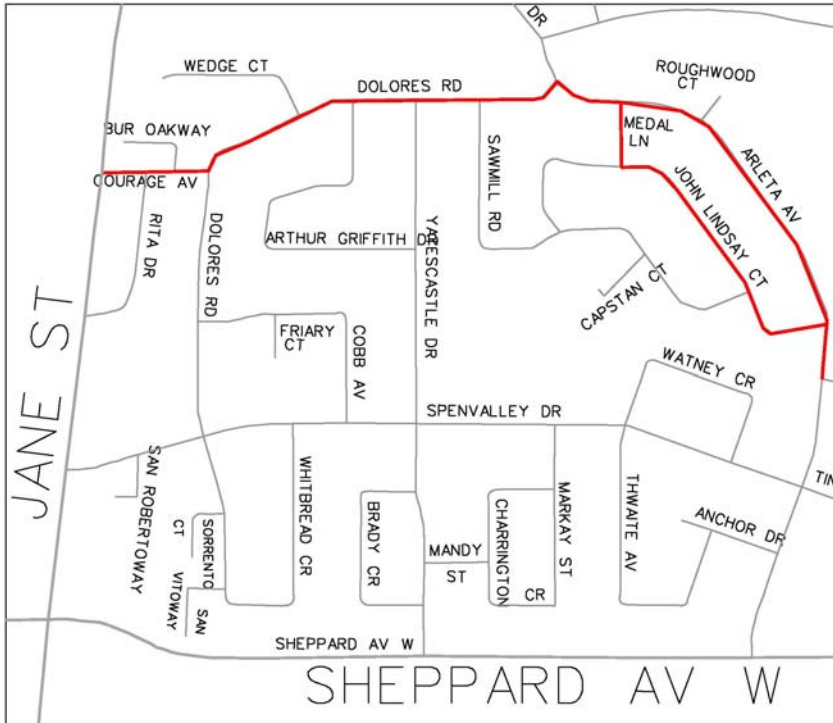 DR
WEDGE CT
DOLORES RD
ROUGHWOOD
CT
BUR OAKWAY
MEDAL
LN
SAWMILL RD
ARLETA AV
COURAGE AV
JOHN LINDSAY CT
RITA DR
DOLORES RD
ARTHUR GRIFFITH DR
YATESCASTLE DR
CAPSTAN CT
JANE ST
FRIARY
CT
COBB AV
WATNEY CR
SPENVALLEY DR
SAN ROBERTOWAY
WHITBREAD CR
BRADY CR
CHARRINGTON
CR
MARKAY ST
THWAITE AV
TIN
ANCHOR DR
SORRENTO
CT
MANDY
ST
SAN
VITOWAY
SHEPPARD AV W
SHEPPARD AV W